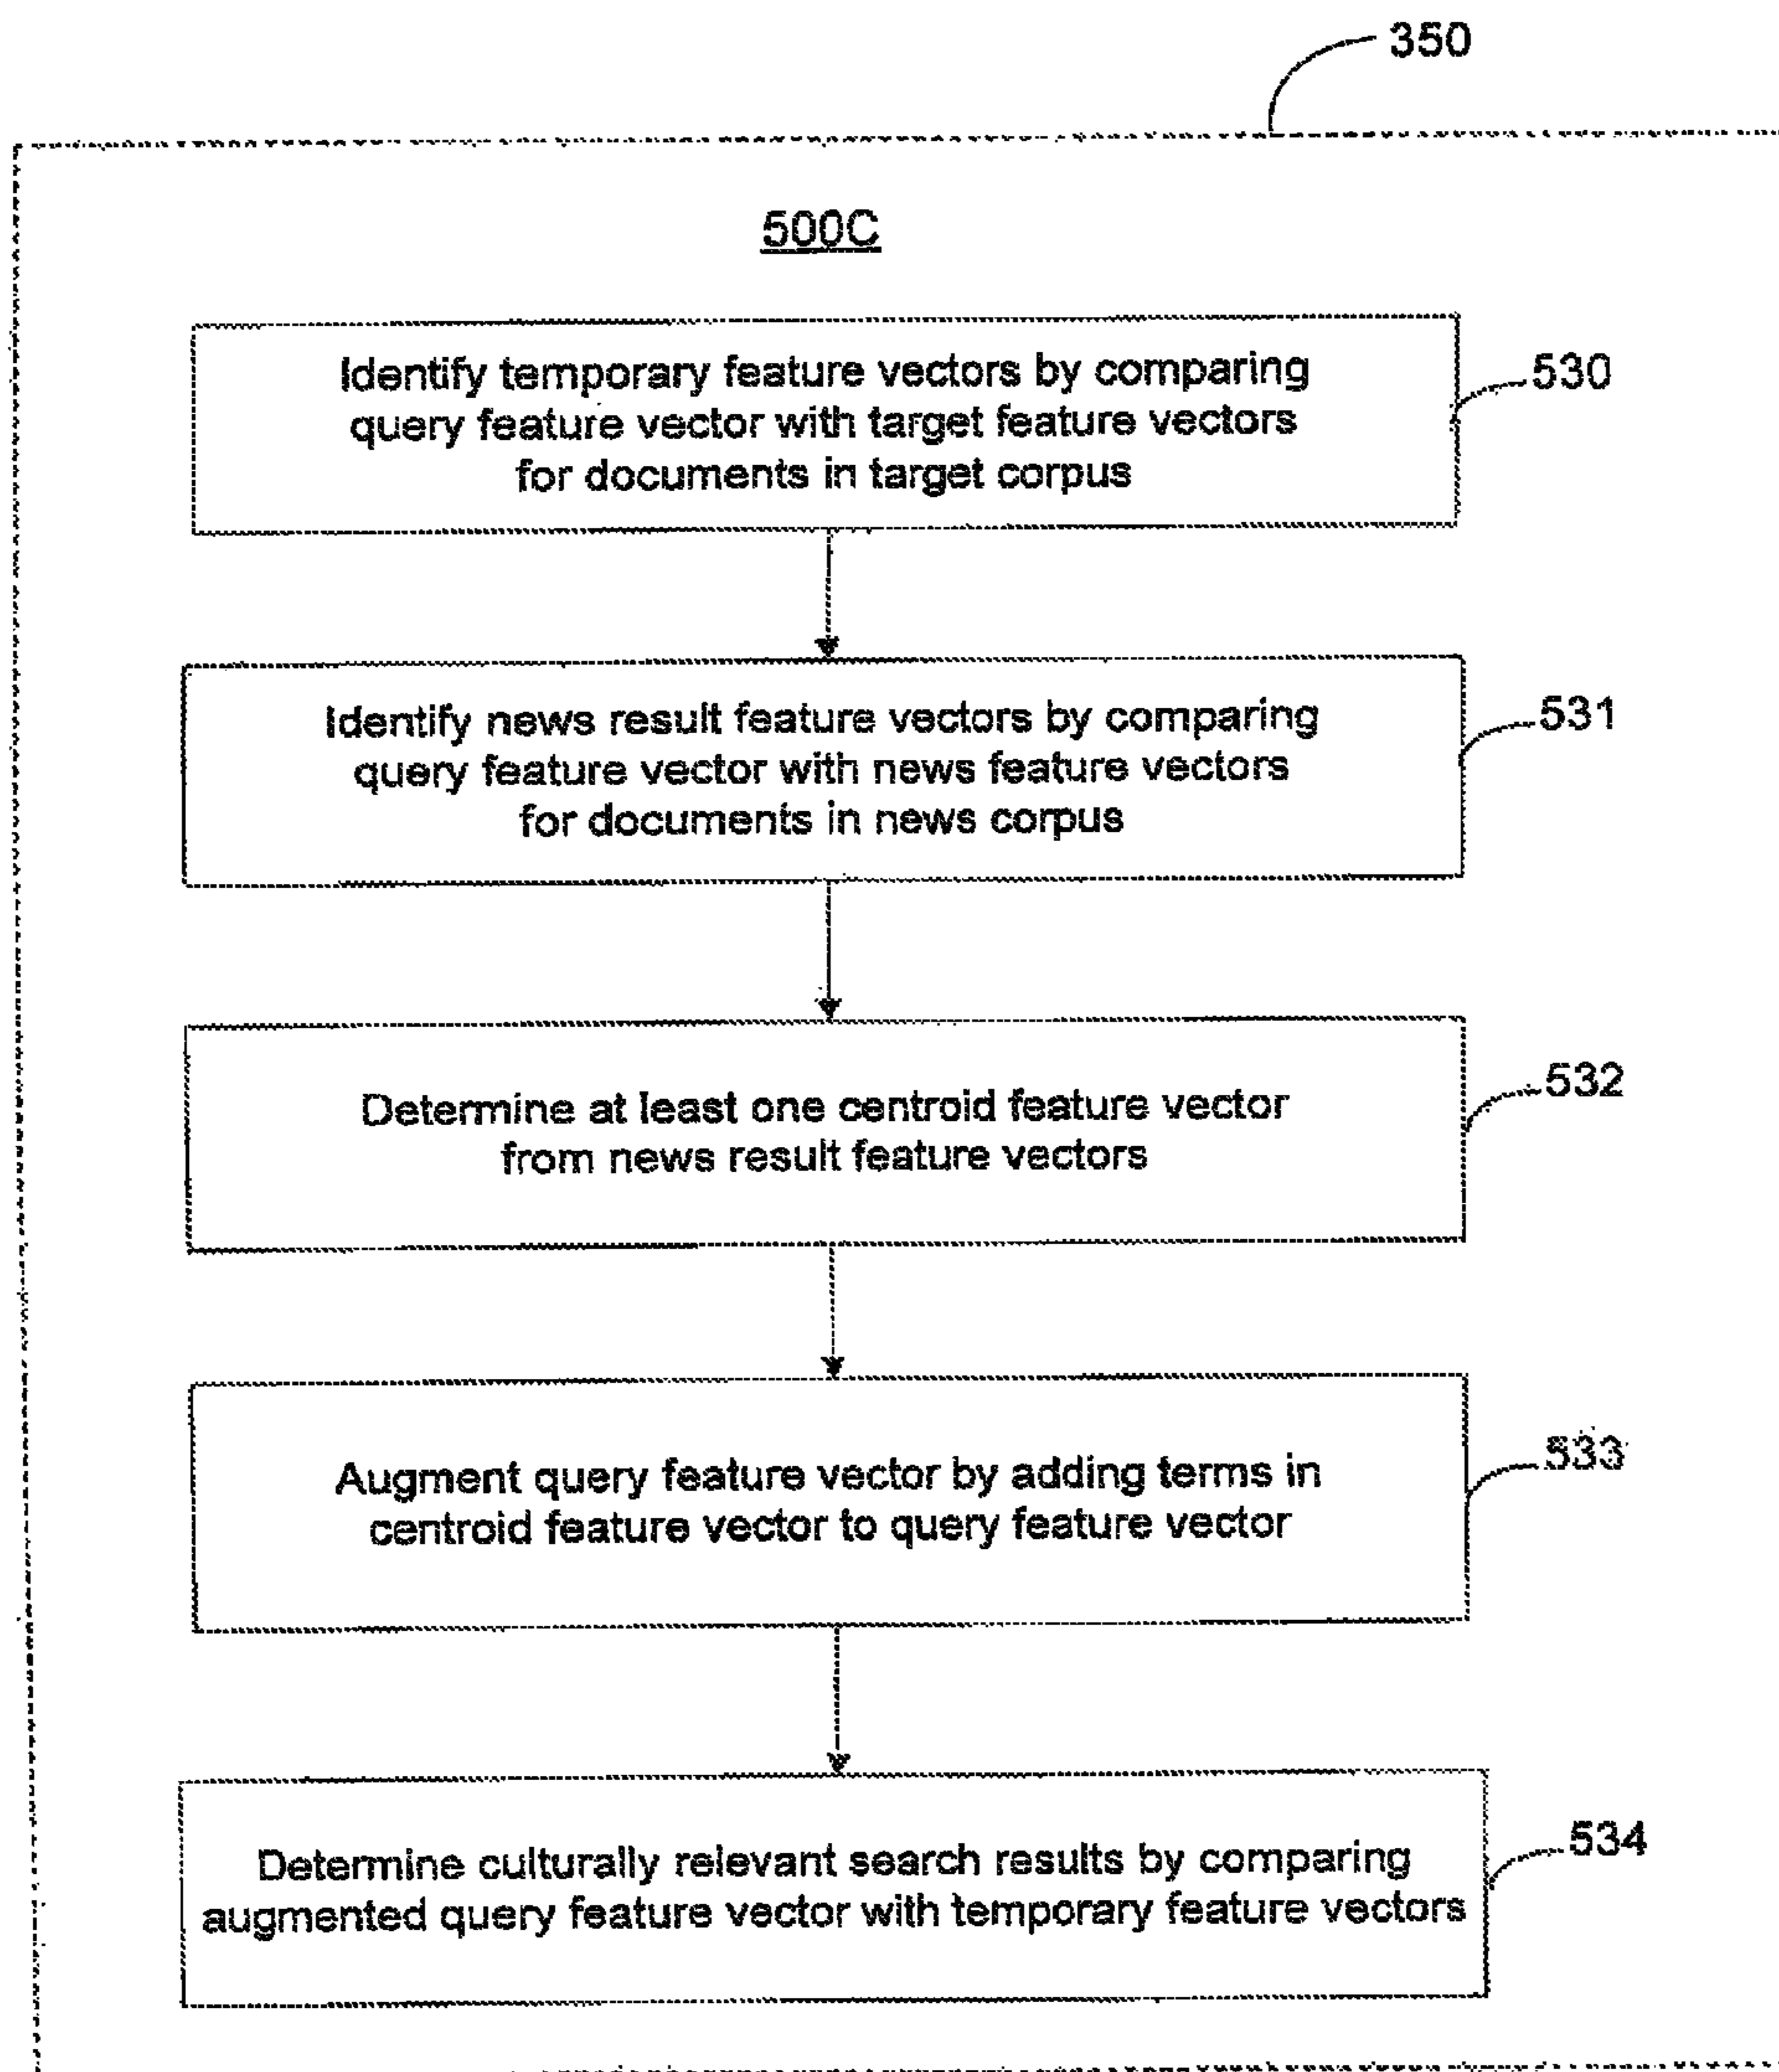 350
500C
Identify temporary feature vectors by comparing
query feature vector with target feature vectors
for documents in target corpus
530
Identify news result feature vectors by comparing
query feature vector with news feature vectors
for documents in news corpus
531
Determine at least one centroid feature vector
from news result feature vectors
532
Augment query feature vector by adding terms in
centroid feature vector to query feature vector
533
Determine culturally relevant search results by comparing
augmented query feature vector with temporary feature vectors
534